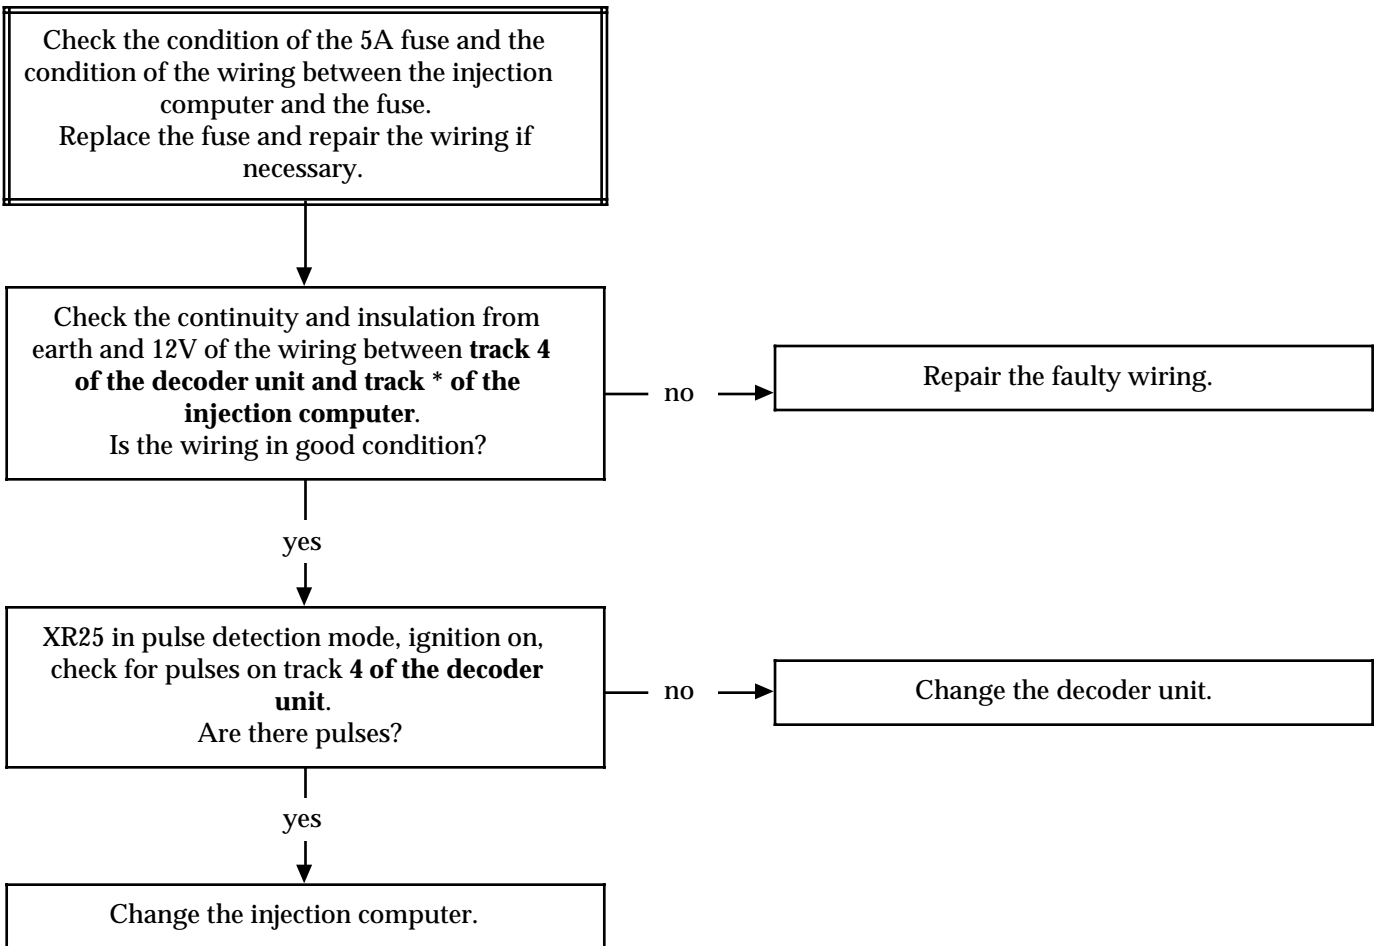 Check the condition of the 5A fuse and the
condition of the wiring between the injection
computer and the fuse.
Replace the fuse and repair the wiring if
necessary.
Check the continuity and insulation from
earth and 12V of the wiring between track 4
of the decoder unit and track * of the
injection computer.
Is the wiring in good condition?
no
Repair the faulty wiring.
yes
XR25 in pulse detection mode, ignition on,
check for pulses on track 4 of the decoder
unit.
Are there pulses?
no
Change the decoder unit.
yes
Change the injection computer.